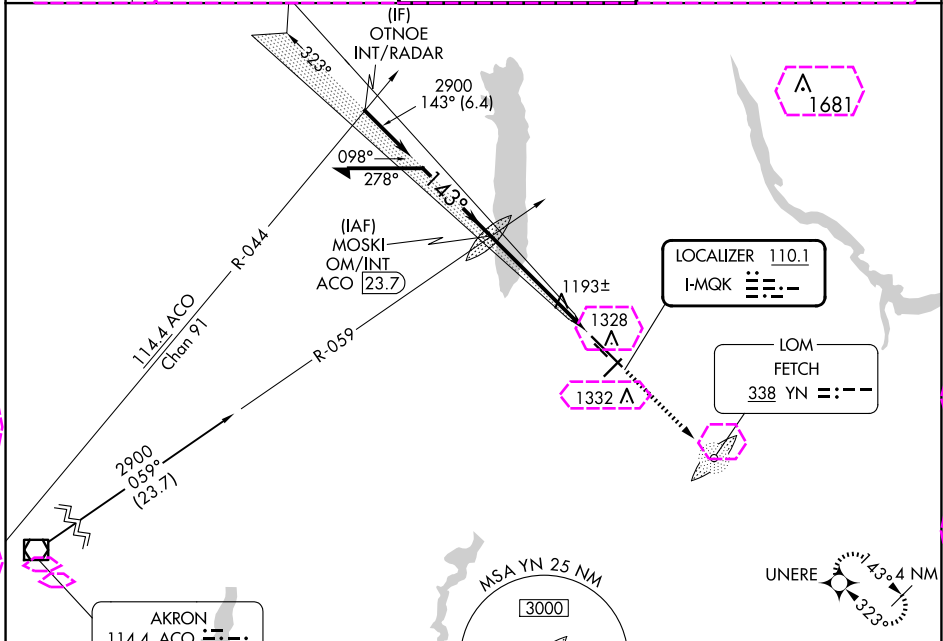 (IF)
OTNOE
INT/RADAR
323°
2900
143° (6.4)
1681
098°
278°
143°
(IAF)
MOSKI
OM/INT
ACO 23.7
R-044
LOCALIZER 110.1
I-MQK
1193±
1328
114.4 ACO
Chan 91
R-059
LOM
FETCH
338 YN
1332
2900
059°
(23.7)
MSA YN 25 NM
3000
UNERE
143°
4 NM
323°
AKRON
114.4 ACO